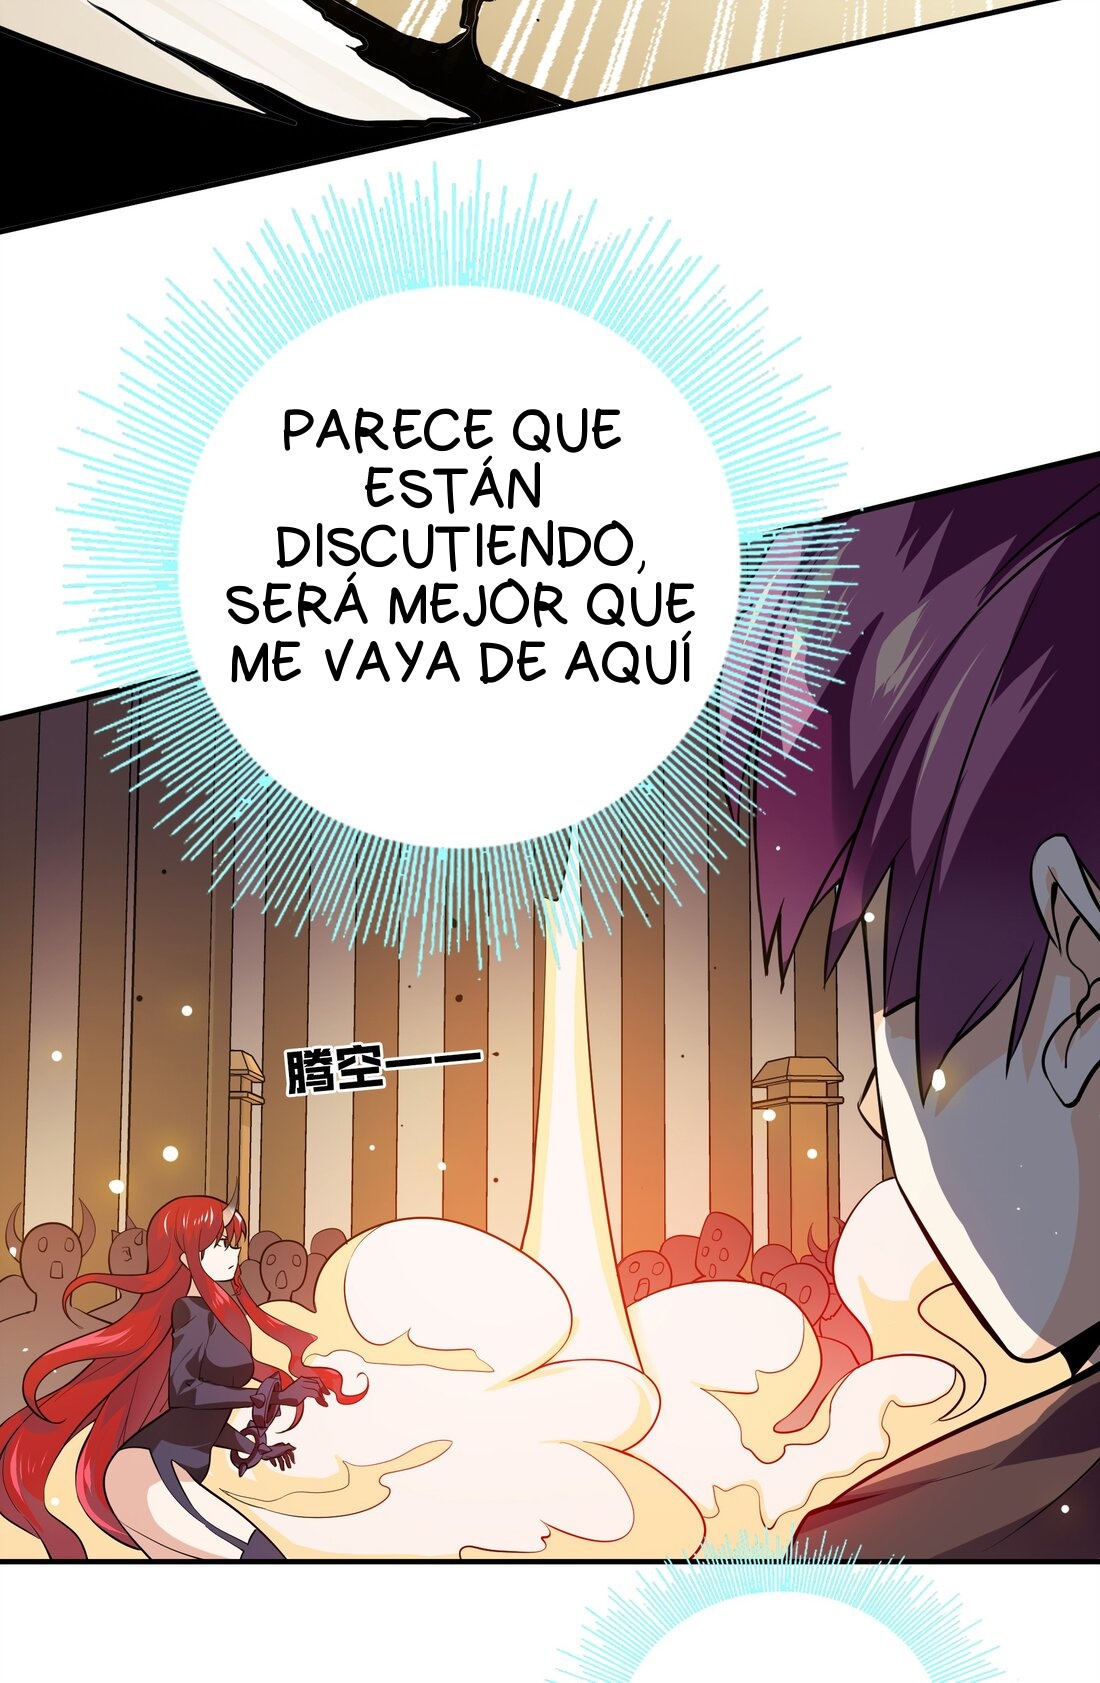 PARECE QUE
ESTÁN
DISCUTIENDO,
SERÁ MEJOR QUE
ME VAYA DE AQUÍ
腾空——